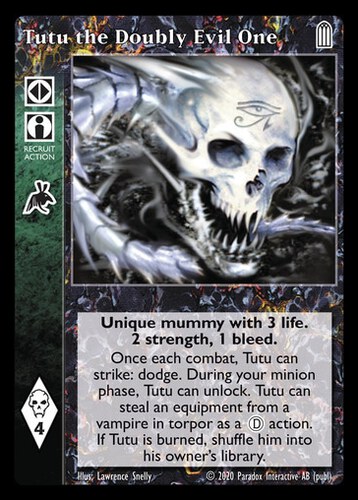 Tutu the Doubly Evil One
RECRUIT
ACTION
4
Unique mummy with 3 life.
2 strength, 1 bleed.
Once each combat, Tutu can
strike: dodge. During your minion
phase, Tutu can unlock. Tutu can
steal an equipment from a
vampire in torpor as a Ⓓ action.
If Tutu is burned, shuffle him into
his owner's library.
Illus: Lawrence Snelly © 2020 Paradox Interactive AB (publ)